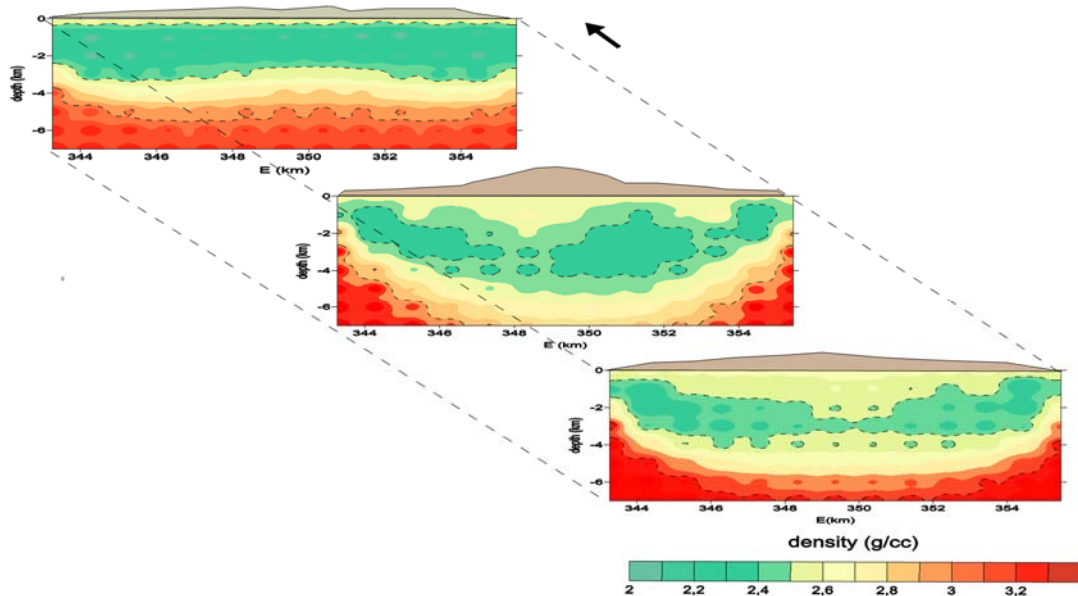 0
-2
-4
-6
depth (km)
344 346 348 350 352 354
E (km)
0
-2
-4
-6
depth (km)
344 346 348 350 352 354
E (km)
0
-2
-4
-6
depth (km)
344 346 348 350 352 354
E(km)
density (g/cc)
2 2,2 2,4 2,6 2,8 3 3,2